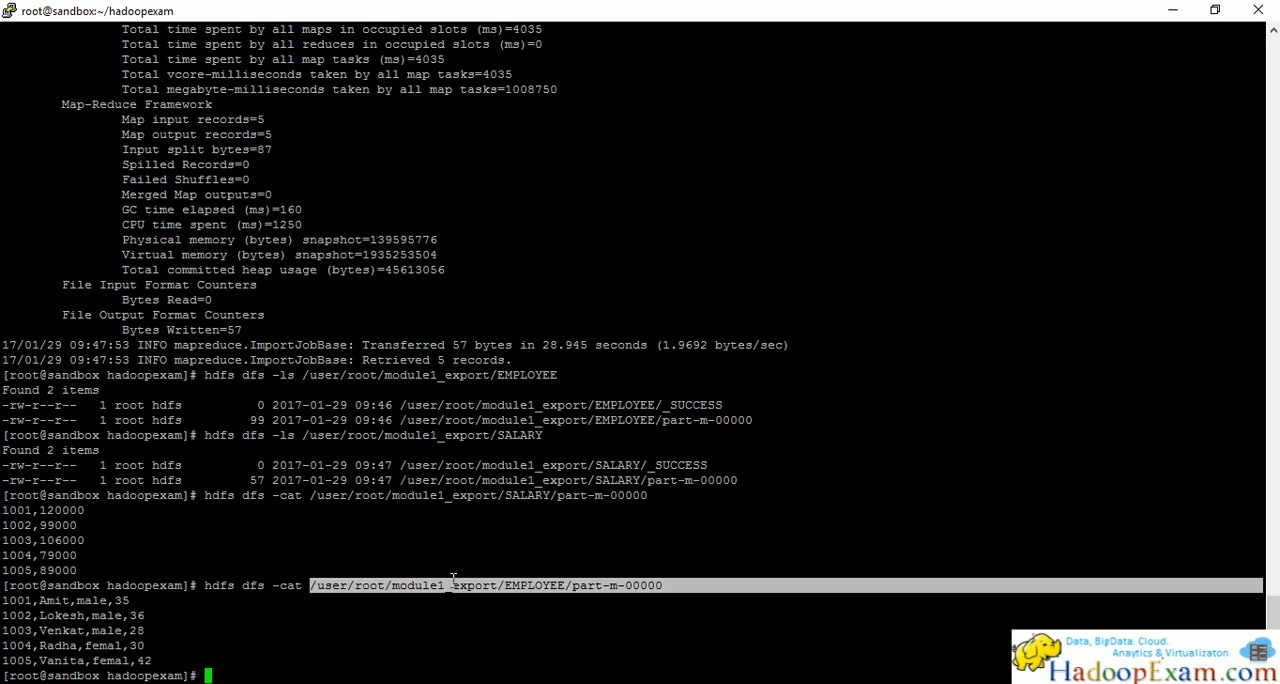 root@sandbox:~/hadoopexam
Total time spent by all maps in occupied slots (ms)=4035
Total time spent by all reduces in occupied slots (ms)=0
Total time spent by all map tasks (ms)=4035
Total vcore-milliseconds taken by all map tasks=4035
Total megabyte-milliseconds taken by all map tasks=1008750
Map-Reduce Framework
Map input records=5
Map output records=5
Input split bytes=87
Spilled Records=0
Failed Shuffles=0
Merged Map outputs=0
GC time elapsed (ms)=160
CPU time spent (ms)=1250
Physical memory (bytes) snapshot=139595776
Virtual memory (bytes) snapshot=1935253504
Total committed heap usage (bytes)=45613056
File Input Format Counters
Bytes Read=0
File Output Format Counters
Bytes Written=57
17/01/29 09:47:53 INFO mapreduce.ImportJobBase: Transferred 57 bytes in 28.945 seconds (1.9692 bytes/sec)
17/01/29 09:47:53 INFO mapreduce.ImportJobBase: Retrieved 5 records.
[root@sandbox hadoopexam]# hdfs dfs -ls /user/root/module1_export/EMPLOYEE
Found 2 items
-rw-r--r-- 1 root hdfs 0 2017-01-29 09:46 /user/root/module1_export/EMPLOYEE/_SUCCESS
-rw-r--r-- 1 root hdfs 99 2017-01-29 09:46 /user/root/module1_export/EMPLOYEE/part-m-00000
[root@sandbox hadoopexam]# hdfs dfs -ls /user/root/module1_export/SALARY
Found 2 items
-rw-r--r-- 1 root hdfs 0 2017-01-29 09:47 /user/root/module1_export/SALARY/_SUCCESS
-rw-r--r-- 1 root hdfs 57 2017-01-29 09:47 /user/root/module1_export/SALARY/part-m-00000
[root@sandbox hadoopexam]# hdfs dfs -cat /user/root/module1_export/SALARY/part-m-00000
1001,120000
1002,99000
1003,106000
1004,79000
1005,89000
[root@sandbox hadoopexam]# hdfs dfs -cat /user/root/module1_export/EMPLOYEE/part-m-00000
1001,Amit,male,35
1002,Lokesh,male,36
1003,Venkat,male,28
1004,Radha,femal,30
1005,Vanita,femal,42
[root@sandbox hadoopexam]#
Data, BigData, Cloud..
Anaytics & Virtualizaton
HadoopExam.com